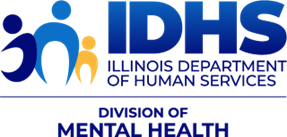 IDHS
ILLINOIS DEPARTMENT
OF HUMAN SERVICES
DIVISION OF
MENTAL HEALTH